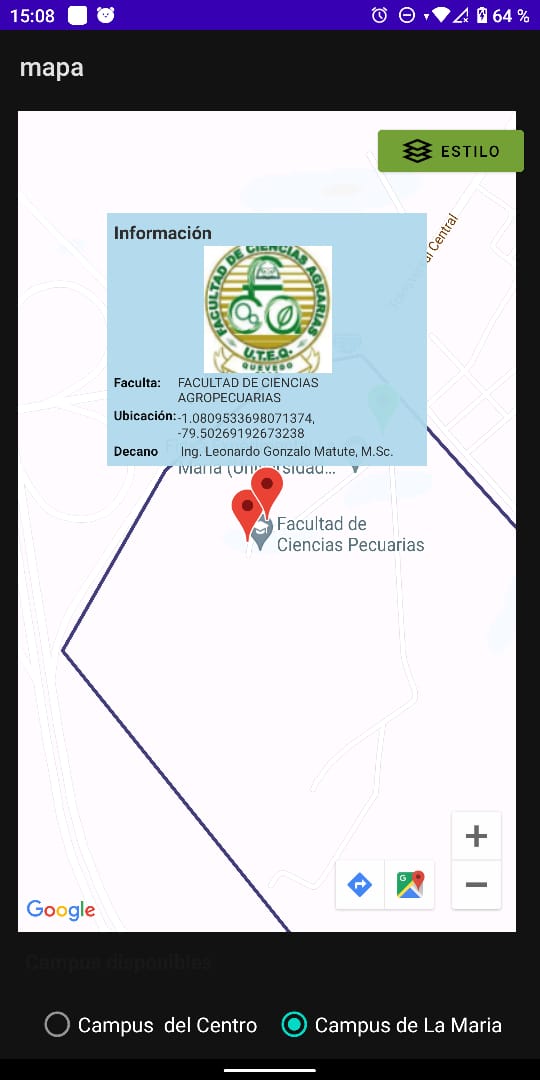 15:08
64 %
mapa
ESTILO
Central
Información
FACULTAD DE CIENCIAS AGRARIAS
U.T.E.Q.
QUEVEDO
Faculta: FACULTAD DE CIENCIAS
AGROPECUARIAS
Ubicación: -1.0809533698071374,
-79.50269192673238
Decano Ing. Leonardo Gonzalo Matute, M.Sc.
Maria (Universidad...
Facultad de
Ciencias Pecuarias
Google
Campus disponibles
Campus  del Centro
Campus de La Maria